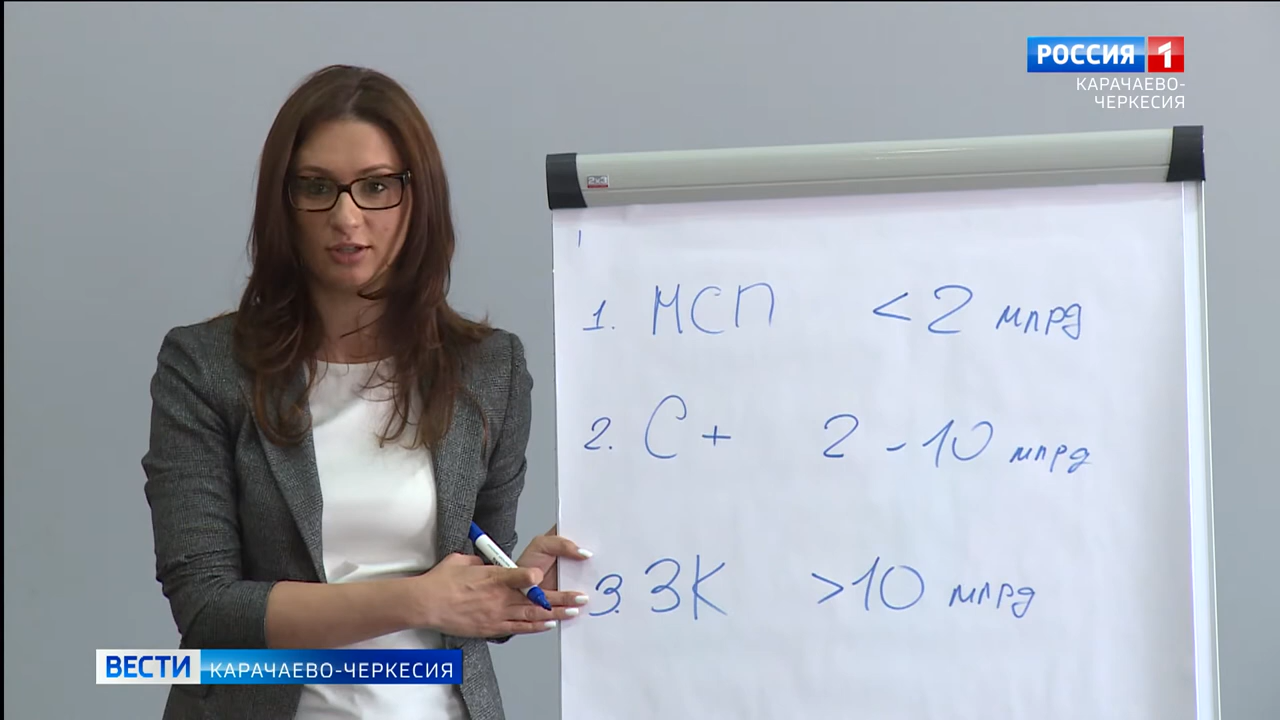 РОССИЯ 1
КАРАЧАЕВО-
ЧЕРКЕСИЯ
1. МСП < 2 млрд
2. С+ 2 - 10 млрд
3. ЗК > 10 млрд
ВЕСТИ КАРАЧАЕВО-ЧЕРКЕСИЯ